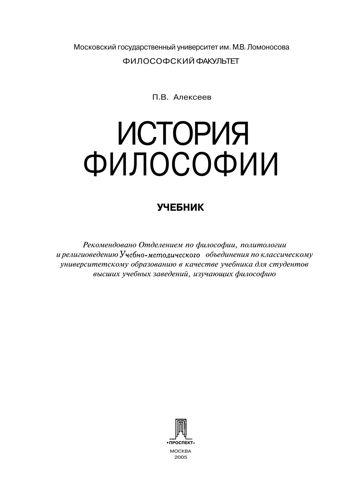 Московский государственный университет им. М.В. Ломоносова
ФИЛОСОФСКИЙ ФАКУЛЬТЕТ
П.В. Алексеев
ИСТОРИЯ
ФИЛОСОФИИ
УЧЕБНИК
Рекомендовано Отделением по философии, политологии
и религиоведению Учебно-методического объединения по классическому
университетскому образованию в качестве учебника для студентов
высших учебных заведений, изучающих философию
•ПРОСПЕКТ•
МОСКВА
2005